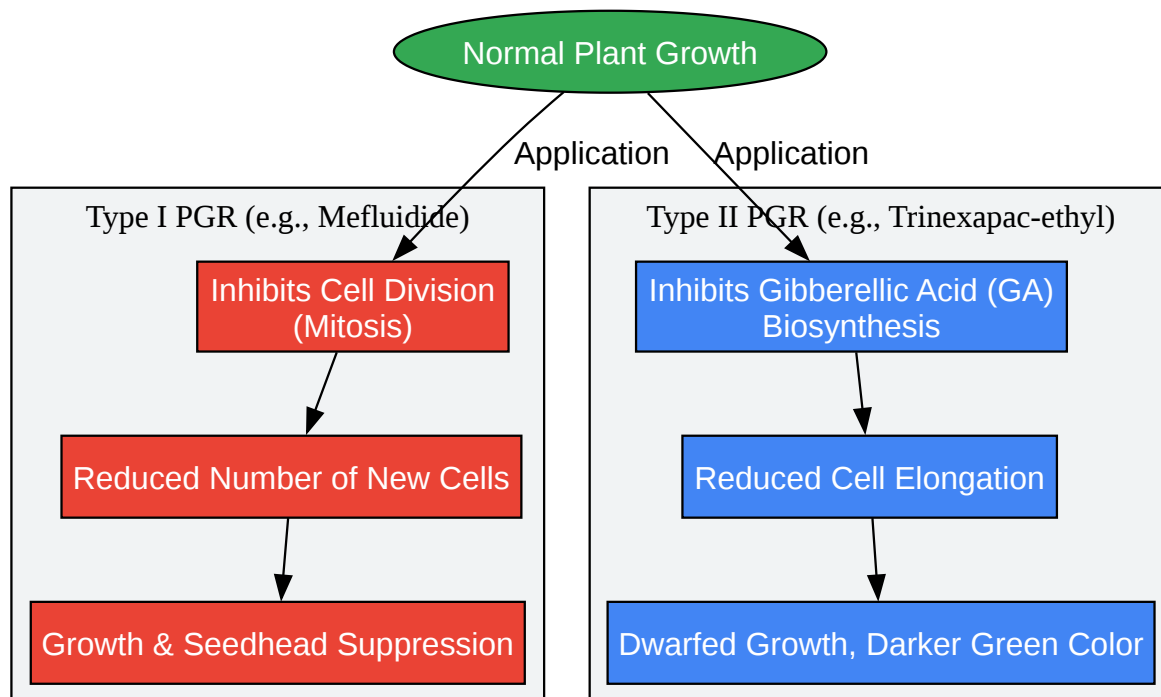 Normal Plant Growth
Application
Application
Type I PGR (e.g., Mefluidide)
Inhibits Cell Division
(Mitosis)
Reduced Number of New Cells
Growth & Seedhead Suppression
Type II PGR (e.g., Trinexapac-ethyl)
Inhibits Gibberellic Acid (GA)
Biosynthesis
Reduced Cell Elongation
Dwarfed Growth, Darker Green Color